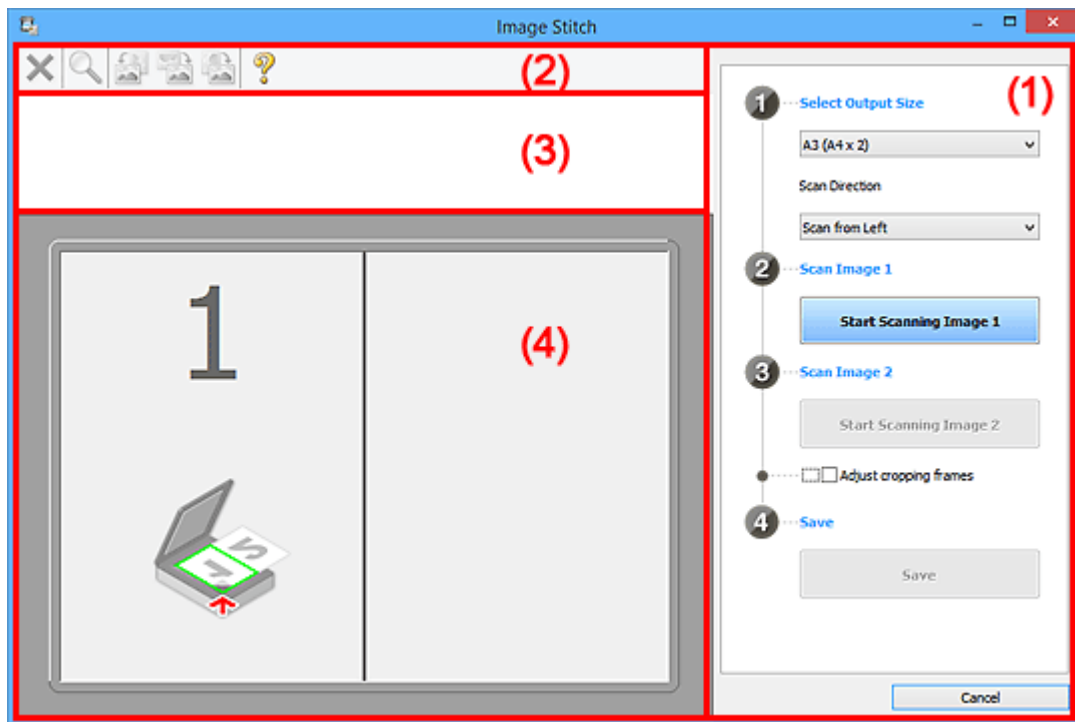 Image Stitch
(2)
(3)
1
(4)
(1)
1 Select Output Size
A3 (A4 x 2)
Scan Direction
Scan from Left
2 Scan Image 1
Start Scanning Image 1
3 Scan Image 2
Start Scanning Image 2
Adjust cropping frames
4 Save
Save
Cancel